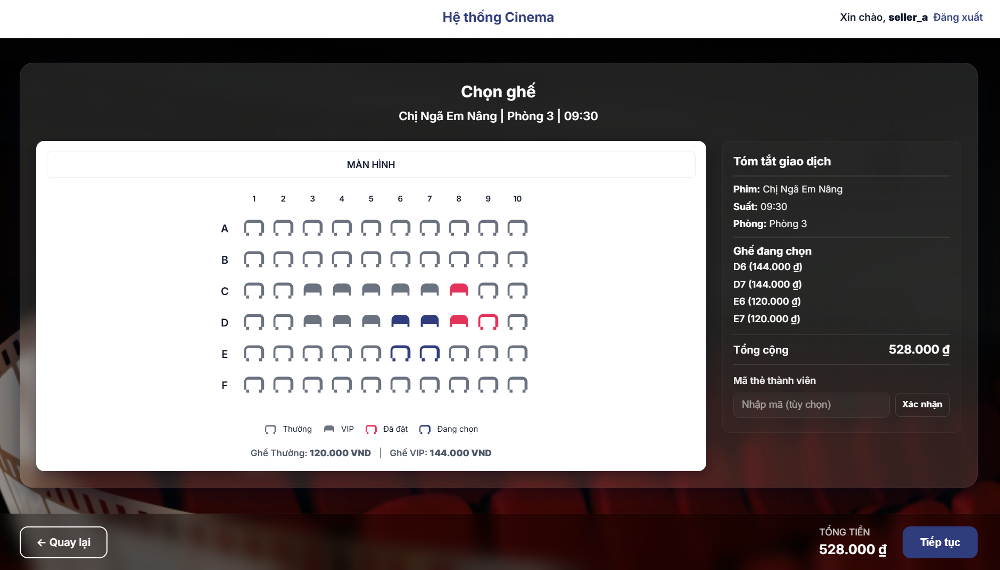 Hệ thống Cinema
Xin chào, seller_a Đăng xuất
Chọn ghế
Chị Ngã Em Nâng | Phòng 3 | 09:30
MÀN HÌNH
1 2 3 4 5 6 7 8 9 10
A
B
C
D
E
F
Thường VIP Đã đặt Đang chọn
Ghế Thường: 120.000 VND | Ghế VIP: 144.000 VND
Tóm tắt giao dịch
Phim: Chị Ngã Em Nâng
Suất: 09:30
Phòng: Phòng 3
Ghế đang chọn
D6 (144.000 ₫)
D7 (144.000 ₫)
E6 (120.000 ₫)
E7 (120.000 ₫)
Tổng cộng 528.000 ₫
Mã thẻ thành viên
Nhập mã (tùy chọn) Xác nhận
← Quay lại
TỔNG TIỀN
528.000 ₫
Tiếp tục